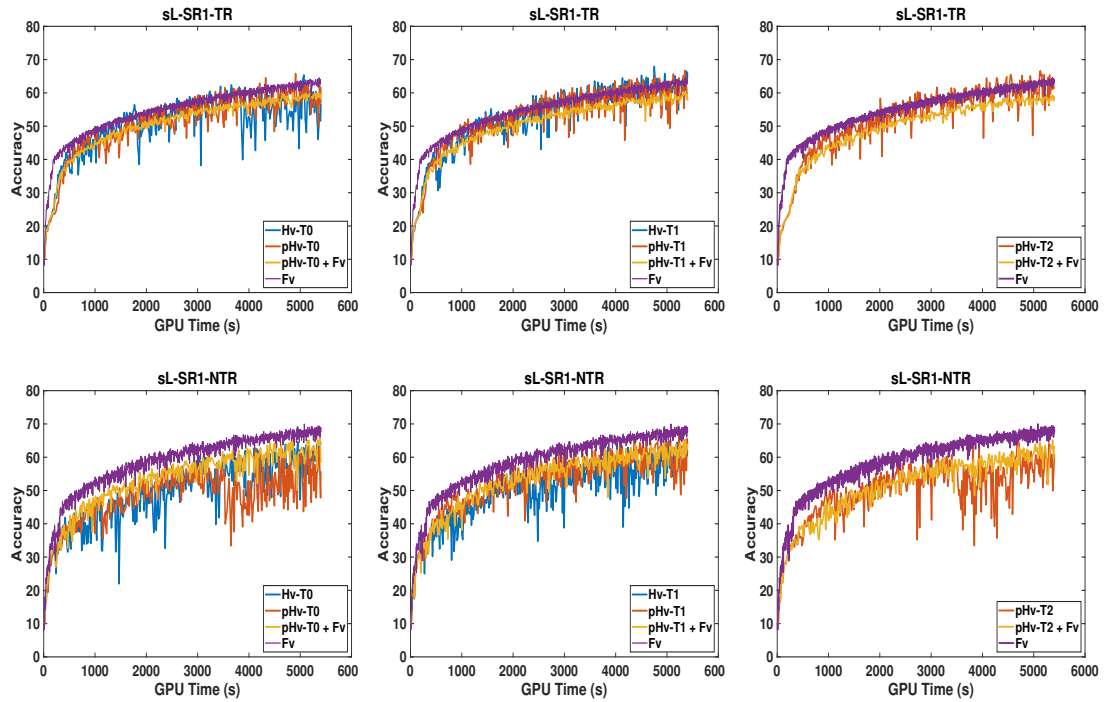 sL-SR1-TR
Accuracy
80
70
60
50
40
30
20
10
0
0 1000 2000 3000 4000 5000 600
GPU Time (s)
Hv-T0
pHv-T0
pHv-T0 + Fv
Fv
sL-SR1-TR
Accuracy
80
70
60
50
40
30
20
10
0
0 1000 2000 3000 4000 5000 600
GPU Time (s)
Hv-T1
pHv-T1
pHv-T1 + Fv
Fv
sL-SR1-TR
Accuracy
80
70
60
50
40
30
20
10
0
0 1000 2000 3000 4000 5000 6000
GPU Time (s)
pHv-T2
pHv-T2 + Fv
Fv
sL-SR1-NTR
Accuracy
80
70
60
50
40
30
20
10
0
0 1000 2000 3000 4000 5000 600
GPU Time (s)
Hv-T0
pHv-T0
pHv-T0 + Fv
Fv
sL-SR1-NTR
Accuracy
80
70
60
50
40
30
20
10
0
0 1000 2000 3000 4000 5000 600
GPU Time (s)
Hv-T1
pHv-T1
pHv-T1 + Fv
Fv
sL-SR1-NTR
Accuracy
80
70
60
50
40
30
20
10
0
0 1000 2000 3000 4000 5000 6000
GPU Time (s)
pHv-T2
pHv-T2 + Fv
Fv